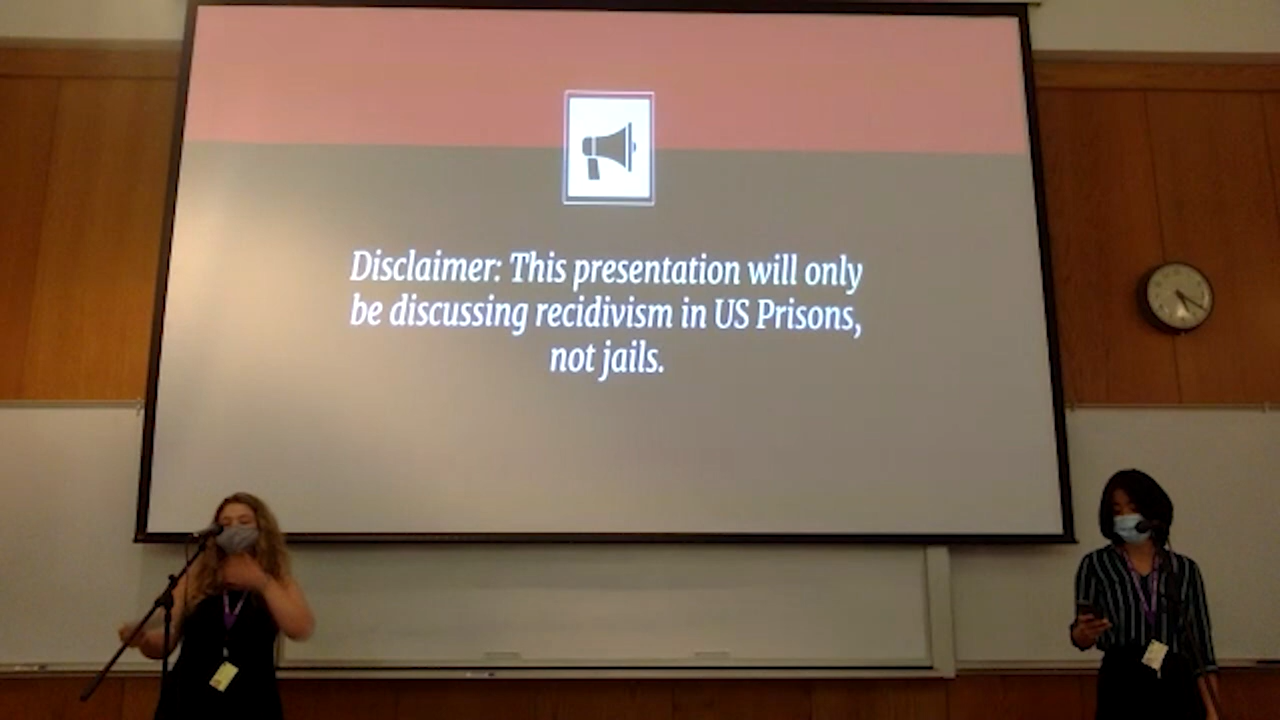 Disclaimer: This presentation will only
be discussing recidivism in US Prisons,
not jails.